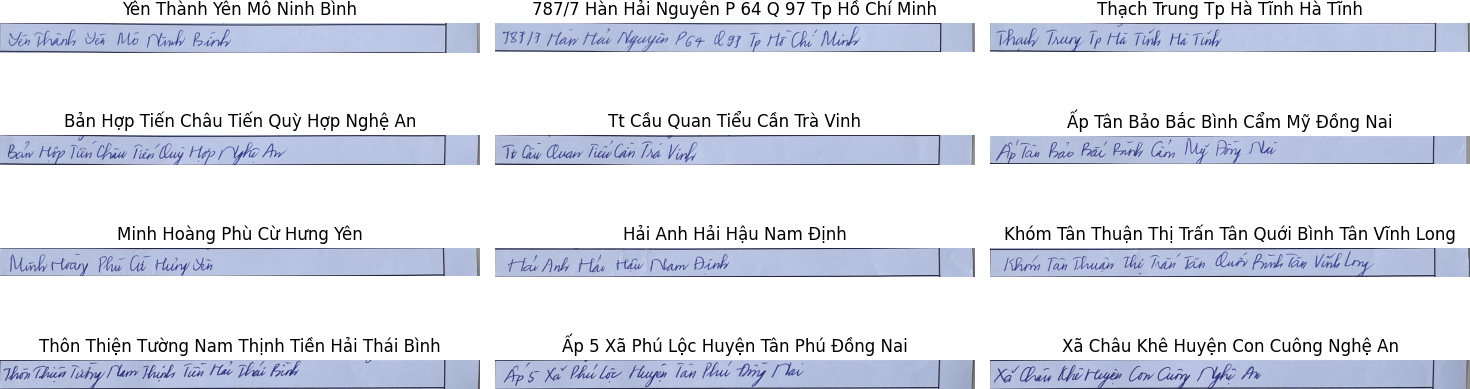 Yên Thành Yên Mô Ninh Bình
787/7 Hàn Hải Nguyên P 64 Q 97 Tp Hồ Chí Minh
Thạch Trung Tp Hà Tĩnh Hà Tĩnh
Yên Thành Yên Mô Ninh Bình
787/7 Hàn Hải Nguyên P64 Q97 Tp Hồ Chí Minh
Thạch Trung Tp Hà Tĩnh Hà Tĩnh
Bản Hợp Tiến Châu Tiến Quỳ Hợp Nghệ An
Tt Cầu Quan Tiểu Cần Trà Vinh
Ấp Tân Bảo Bắc Bình Cẩm Mỹ Đồng Nai
Bản Hợp Tiến Châu Tiến Quỳ Hợp Nghệ An
Tt Cầu Quan Tiểu Cần Trà Vinh
Ấp Tân Bảo Bắc Bình Cẩm Mỹ Đồng Nai
Minh Hoàng Phù Cừ Hưng Yên
Hải Anh Hải Hậu Nam Định
Khóm Tân Thuận Thị Trấn Tân Quới Bình Tân Vĩnh Long
Minh Hoàng Phù Cừ Hưng Yên
Hải Anh Hải Hậu Nam Định
Khóm Tân Thuận Thị Trấn Tân Quới Bình Tân Vĩnh Long
Thôn Thiện Tường Nam Thịnh Tiền Hải Thái Bình
Ấp 5 Xã Phú Lộc Huyện Tân Phú Đồng Nai
Xã Châu Khê Huyện Con Cuông Nghệ An
Thôn Thiện Tường Nam Thịnh Tiền Hải Thái Bình
Ấp 5 Xã Phú Lộc Huyện Tân Phú Đồng Nai
Xã Châu Khê Huyện Con Cuông Nghệ An